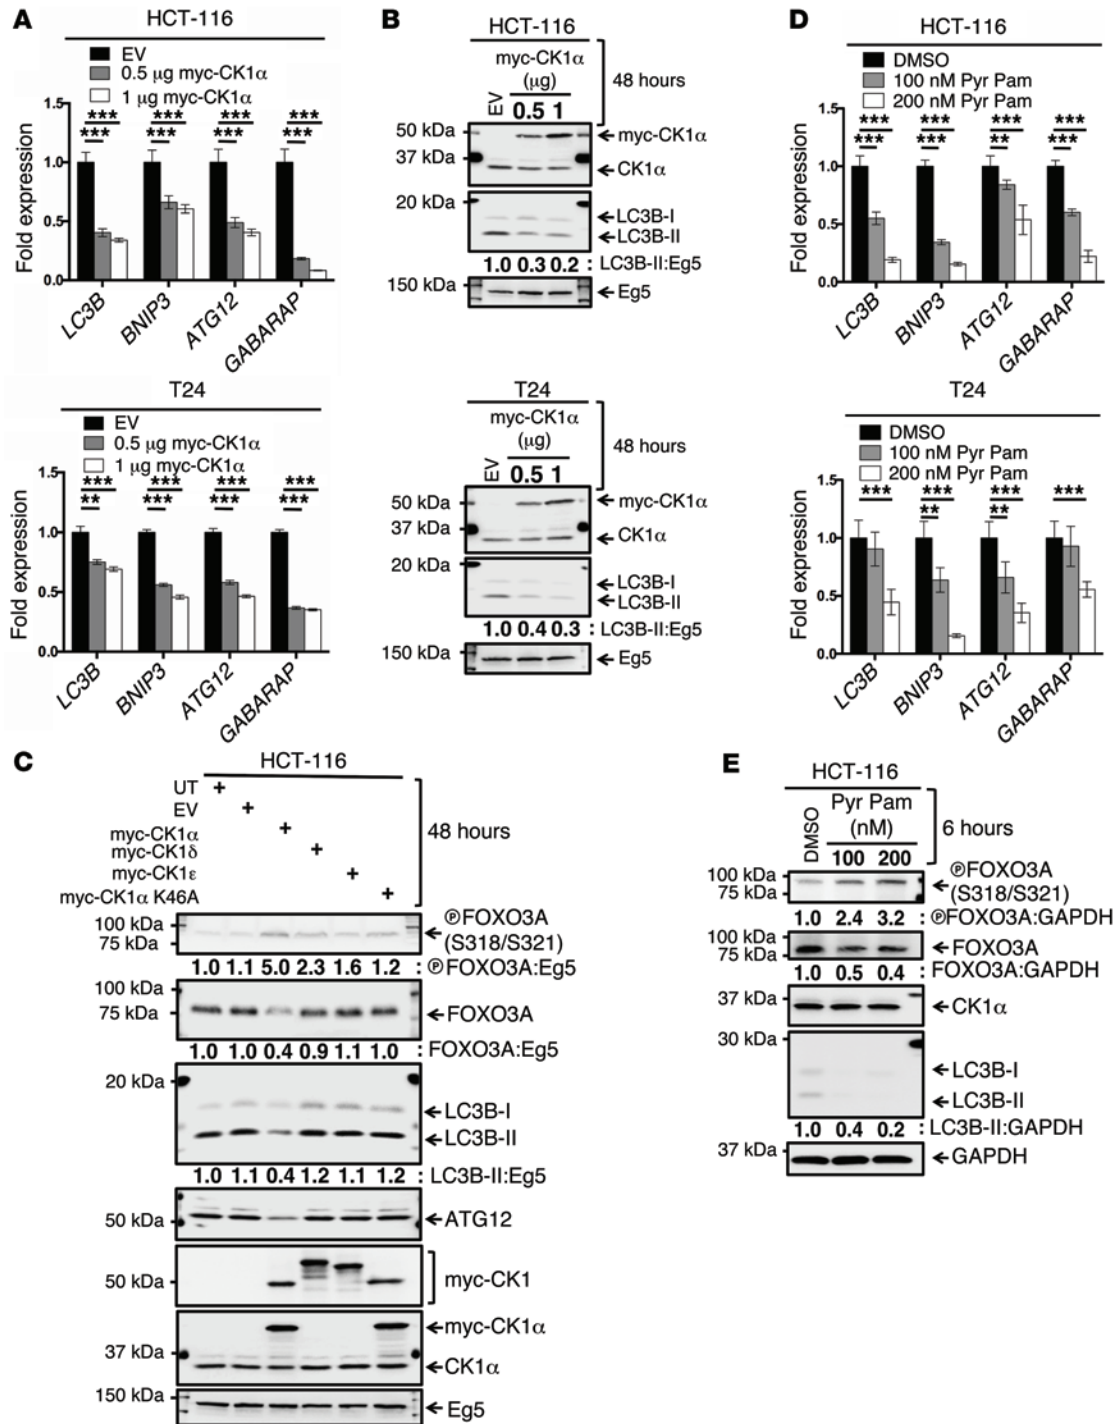 A
HCT-116
EV
0.5 μg myc-CK1α
1 μg myc-CK1α
Fold expression
1.5
1.0
0.5
0.0
*** *** *** ***
*** *** *** ***
LC3B
BNIP3
ATG12
GABARAP
T24
EV
0.5 μg myc-CK1α
1 μg myc-CK1α
Fold expression
1.5
1.0
0.5
0.0
*** *** *** ***
** *** *** ***
LC3B
BNIP3
ATG12
GABARAP
B
HCT-116
myc-CK1α
(μg)
EV 0.5 1
48 hours
50 kDa
myc-CK1α
37 kDa
CK1α
20 kDa
LC3B-I
LC3B-II
1.0 0.3 0.2 : LC3B-II:Eg5
150 kDa
Eg5
T24
myc-CK1α
(μg)
EV 0.5 1
48 hours
50 kDa
myc-CK1α
37 kDa
CK1α
20 kDa
LC3B-I
LC3B-II
1.0 0.4 0.3 : LC3B-II:Eg5
150 kDa
Eg5
D
HCT-116
DMSO
100 nM Pyr Pam
200 nM Pyr Pam
Fold expression
1.5
1.0
0.5
0.0
*** *** *** ***
*** *** ** ***
LC3B
BNIP3
ATG12
GABARAP
T24
DMSO
100 nM Pyr Pam
200 nM Pyr Pam
Fold expression
1.5
1.0
0.5
0.0
*** *** *** ***
** **
LC3B
BNIP3
ATG12
GABARAP
C
HCT-116
UT +
EV +
myc-CK1α +
myc-CK1δ +
myc-CK1ε +
myc-CK1α K46A +
48 hours
100 kDa
75 kDa
ⓅFOXO3A
(S318/S321)
1.0 1.1 5.0 2.3 1.6 1.2 : ⓅFOXO3A:Eg5
100 kDa
75 kDa
FOXO3A
1.0 1.0 0.4 0.9 1.1 1.0 : FOXO3A:Eg5
20 kDa
LC3B-I
LC3B-II
1.0 1.1 0.4 1.2 1.1 1.2 : LC3B-II:Eg5
50 kDa
ATG12
50 kDa
myc-CK1
myc-CK1α
37 kDa
CK1α
150 kDa
Eg5
E
HCT-116
DMSO
Pyr Pam
(nM)
100 200
6 hours
100 kDa
75 kDa
ⓅFOXO3A
(S318/S321)
1.0 2.4 3.2 : ⓅFOXO3A:GAPDH
100 kDa
75 kDa
FOXO3A
1.0 0.5 0.4 : FOXO3A:GAPDH
37 kDa
CK1α
30 kDa
LC3B-I
LC3B-II
1.0 0.4 0.2 : LC3B-II:GAPDH
37 kDa
GAPDH